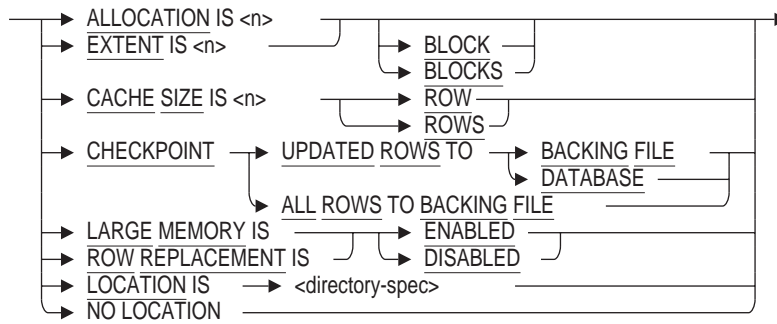 ALLOCATION IS <n>
EXTENT IS <n> BLOCK
BLOCKS
CACHE SIZE IS <n> ROW
ROWS
CHECKPOINT UPDATED ROWS TO BACKING FILE
DATABASE
ALL ROWS TO BACKING FILE
LARGE MEMORY IS ENABLED
ROW REPLACEMENT IS DISABLED
LOCATION IS <directory-spec>
NO LOCATION